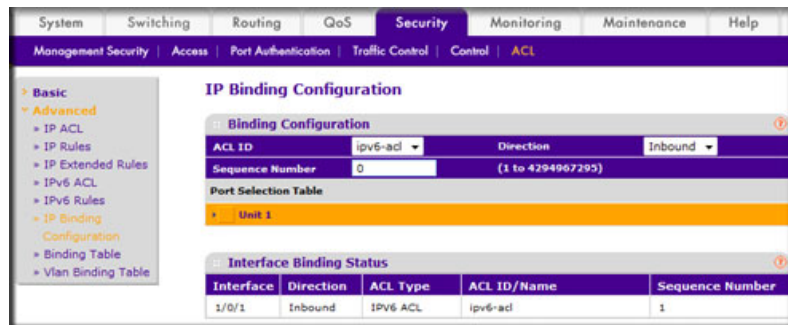 System Switching Routing QoS Security Monitoring Maintenance Help
Management Security | Access | Port Authentication | Traffic Control | Control | ACL
Basic
Advanced
» IP ACL
» IP Rules
» IP Extended Rules
» IPv6 ACL
» IPv6 Rules
» IP Binding
Configuration
» Binding Table
» Vlan Binding Table
IP Binding Configuration
Binding Configuration
ACL ID ipv6-acl Direction Inbound
Sequence Number 0 (1 to 4294967295)
Port Selection Table
Unit 1
Interface Binding Status
Interface Direction ACL Type ACL ID/Name Sequence Number
1/0/1 Inbound IPV6 ACL ipv6-acl 1